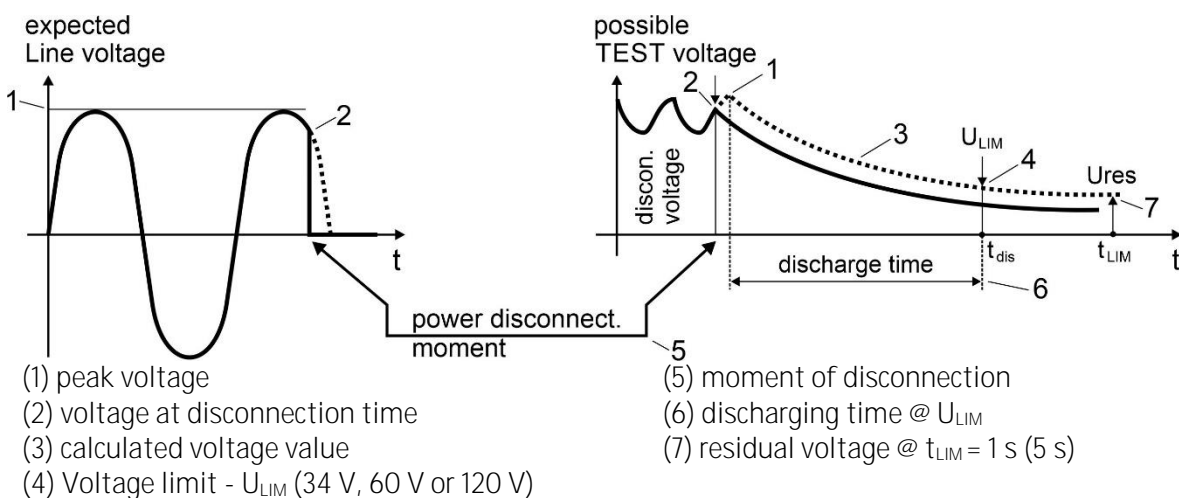 expected
Line voltage
1
2
t
possible
TEST voltage
2
1
3
U_LIM
4
Ures
7
discon.
voltage
t_dis
t_LIM
t
discharge time
6
power disconnect.
moment
5
(1) peak voltage
(2) voltage at disconnection time
(3) calculated voltage value
(4) Voltage limit - U_LIM (34 V, 60 V or 120 V)
(5) moment of disconnection
(6) discharging time @ U_LIM
(7) residual voltage @ t_LIM = 1 s (5 s)